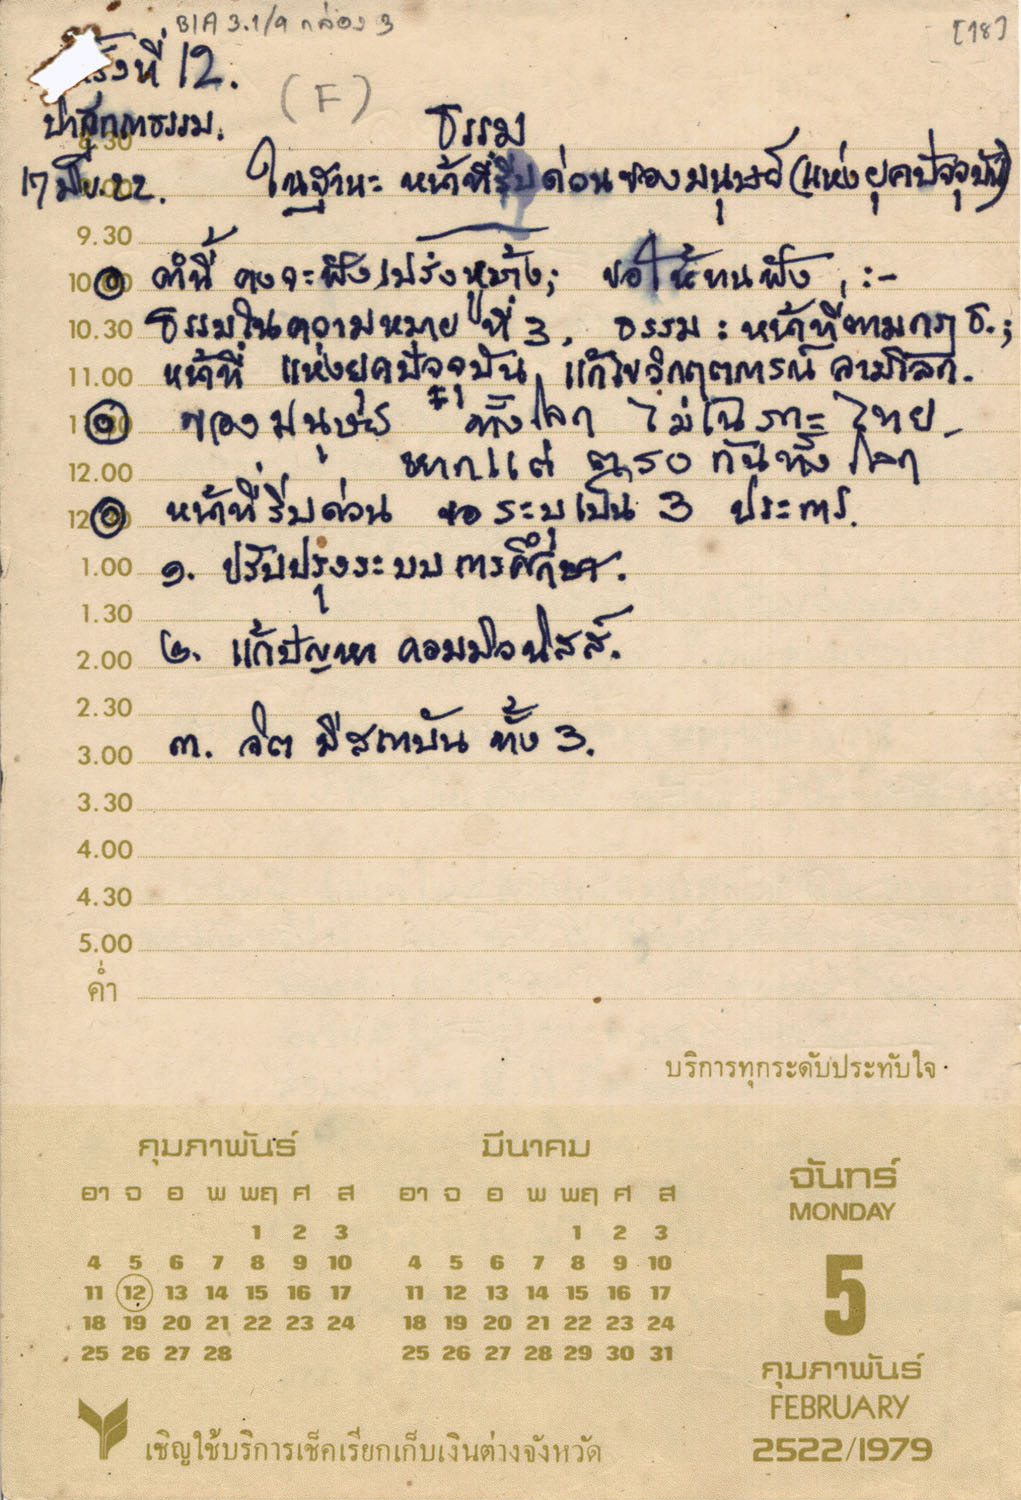 BIA 3.1/9 กล่อง 3
[18]
ครั้งที่ 12.
(F)
ปาฐกถาธรรม.
ธรรม
17 มีค. 22.
ในฐานะ หน้าที่รีบด่วนของมนุษย์ (แห่งยุคปัจจุบัน)
8.30
9.00
9.30
10.00 คำนี้ คงจะฟังแปร่งหูบ้าง; ขอให้ทนฟัง, :-
10.30 ธรรมในความหมายที่ 3. ธรรม: หน้าที่ตามกฎ ธ.;
11.00 หน้าที่ แห่งยุคปัจจุบัน, แก้ไขวิกฤตการณ์ ลามโลก.
11.30 ของมนุษย์ ทั้งโลก ไม่เฉพาะไทย
12.00 หากแต่ ตรงกันทั้งโลก
12.30 หน้าที่รีบด่วน ขอระบุเป็น 3 ประการ.
1.00 ๑. ปรับปรุงระบบการศึกษา.
1.30
2.00 ๒. แก้ปัญหา คอมมิวนิสต์.
2.30
3.00 ๓. จิต มีสถาบัน ทั้ง 3.
3.30
4.00
4.30
5.00
ค่ำ
บริการทุกระดับประทับใจ
กุมภาพันธ์ มีนาคม
อา จ อ พ พฤ ศ ส อา จ อ พ พฤ ศ ส
1 2 3 1 2 3
4 5 6 7 8 9 10 4 5 6 7 8 9 10
11 12 13 14 15 16 17 11 12 13 14 15 16 17
18 19 20 21 22 23 24 18 19 20 21 22 23 24
25 26 27 28 25 26 27 28 29 30 31
จันทร์
MONDAY
5
กุมภาพันธ์
FEBRUARY
2522/1979
เชิญใช้บริการเช็คเรียกเก็บเงินต่างจังหวัด